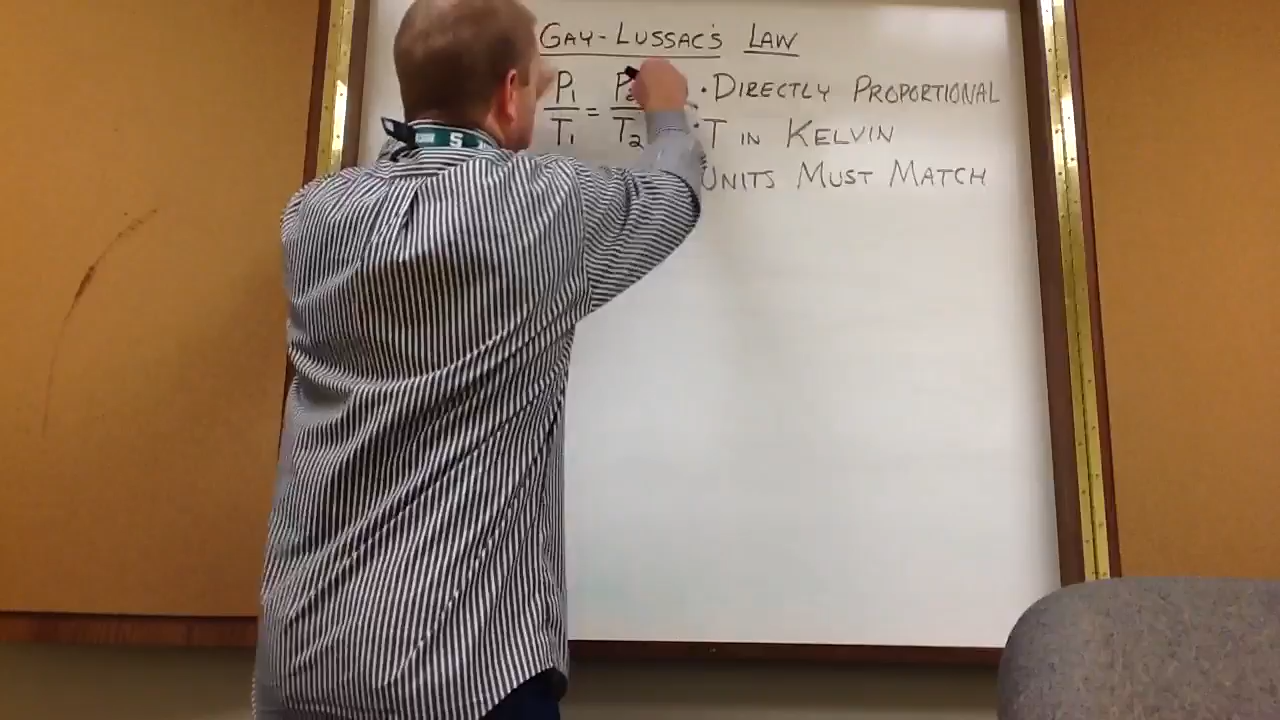 GAY-LUSSAC'S LAW
P₁/T₁ = P₂/T₂
· DIRECTLY PROPORTIONAL
· T IN KELVIN
UNITS MUST MATCH
S